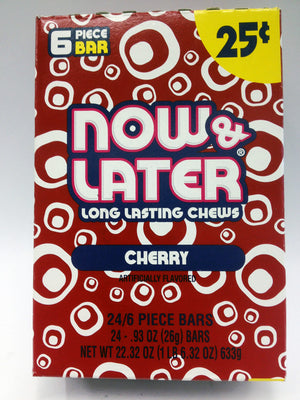 6 PIECE
BAR
25¢
NOW &
LATER®
LONG LASTING CHEWS
CHERRY
ARTIFICIALLY FLAVORED
24/6 PIECE BARS
24 - .93 OZ (26g) BARS
NET WT 22.32 OZ (1 LB 6.32 OZ) 633g